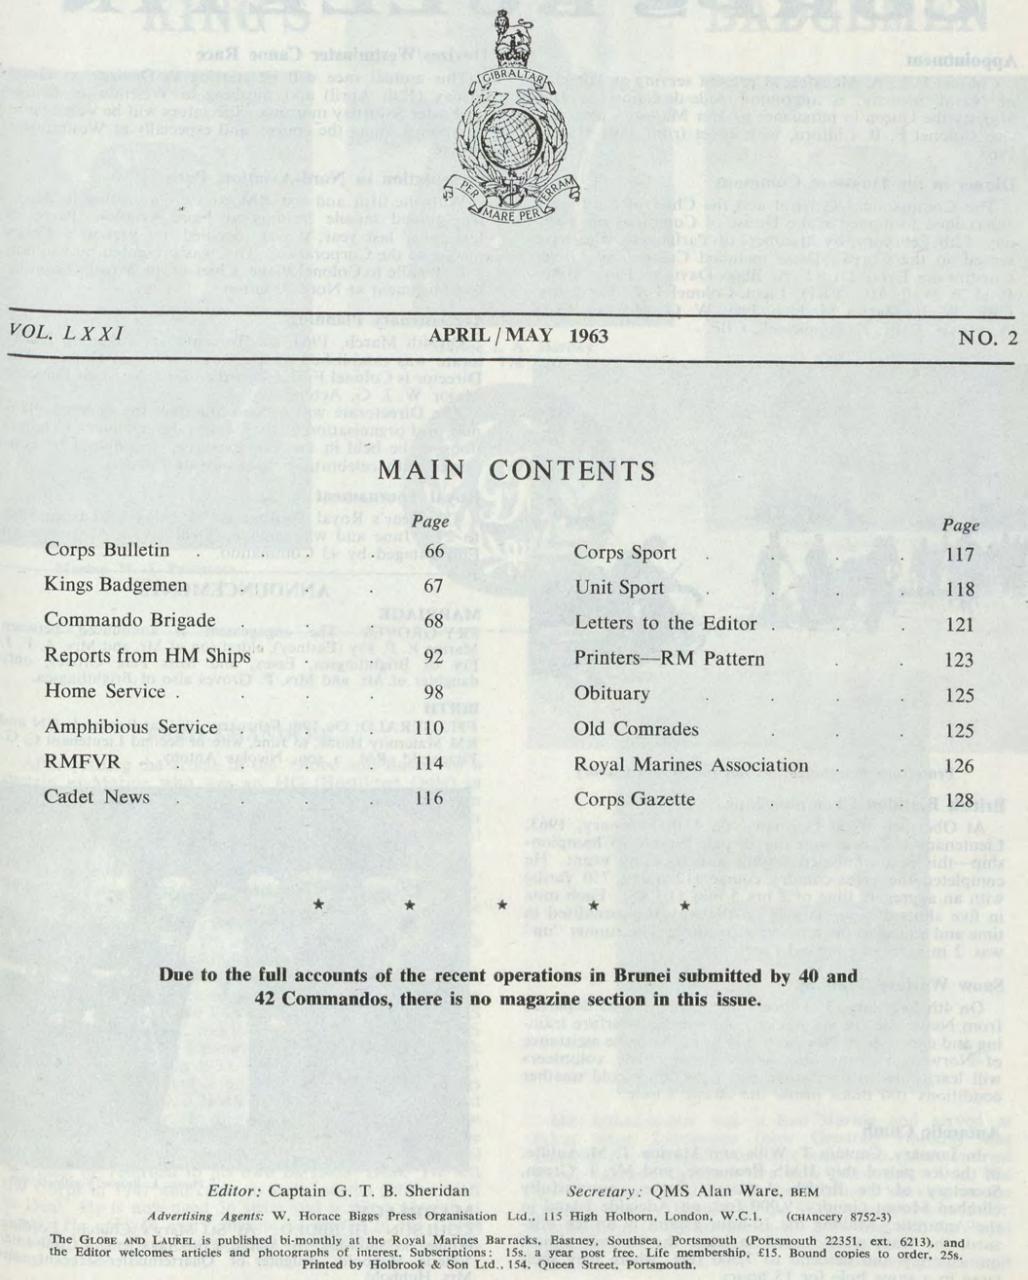 GIBRALTAR
PER MARE PER TERRAM
VOL. LXXI APRIL / MAY 1963 NO. 2
MAIN CONTENTS
Page
Corps Bulletin . . . . 66
Kings Badgemen . . . 67
Commando Brigade . . . 68
Reports from HM Ships . . 92
Home Service . . . . 98
Amphibious Service . . . 110
RMFVR . . . . . 114
Cadet News . . . . 116
Page
Corps Sport . . . . 117
Unit Sport . . . . 118
Letters to the Editor . . . 121
Printers—RM Pattern . . 123
Obituary . . . . 125
Old Comrades . . . 125
Royal Marines Association . . 126
Corps Gazette . . . 128
★ ★ ★ ★ ★
Due to the full accounts of the recent operations in Brunei submitted by 40 and
42 Commandos, there is no magazine section in this issue.
Editor: Captain G. T. B. Sheridan Secretary: QMS Alan Ware, BEM
Advertising Agents: W. Horace Biggs Press Organisation Ltd., 115 High Holborn, London, W.C.1. (CHAncery 8752-3)
The GLOBE AND LAUREL is published bi-monthly at the Royal Marines Barracks, Eastney, Southsea, Portsmouth (Portsmouth 22351, ext. 6213), and
the Editor welcomes articles and photographs of interest. Subscriptions: 15s. a year post free. Life membership, £15. Bound copies to order, 25s.
Printed by Holbrook & Son Ltd., 154, Queen Street, Portsmouth.